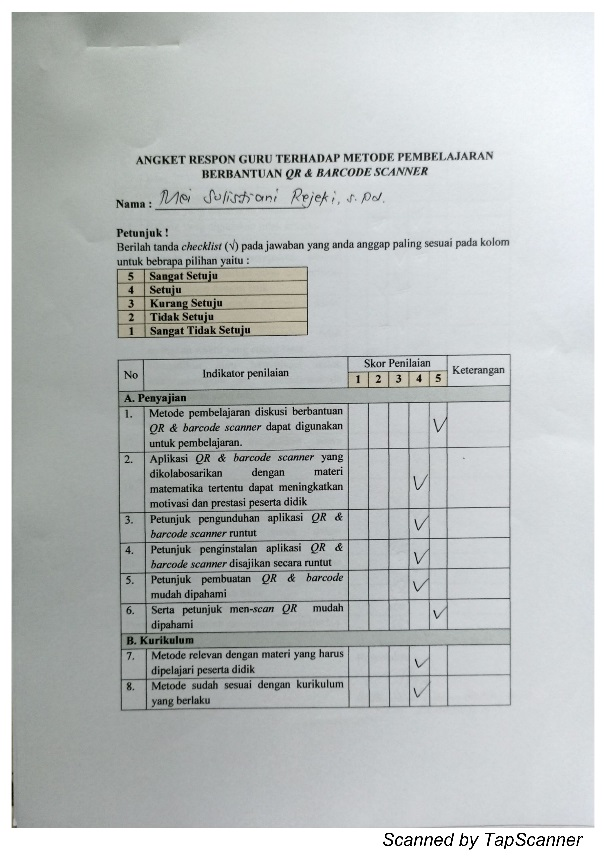 ANGKET RESPON GURU TERHADAP METODE PEMBELAJARAN
BERBANTUAN QR & BARCODE SCANNER
Nama : Mei Sulistiani Rejeki, S.Pd.
Petunjuk !
Berilah tanda checklist (√) pada jawaban yang anda anggap paling sesuai pada kolom
untuk bebrapa pilihan yaitu :
5 Sangat Setuju
4 Setuju
3 Kurang Setuju
2 Tidak Setuju
1 Sangat Tidak Setuju
No Indikator penilaian Skor Penilaian Keterangan
1 2 3 4 5
A. Penyajian
1. Metode pembelajaran diskusi berbantuan
QR & barcode scanner dapat digunakan √
untuk pembelajaran.
2. Aplikasi QR & barcode scanner yang
dikolabosarikan dengan materi
matematika tertentu dapat meningkatkan √
motivasi dan prestasi peserta didik
3. Petunjuk pengunduhan aplikasi QR & √
barcode scanner runtut
4. Petunjuk penginstalan aplikasi QR & √
barcode scanner disajikan secara runtut
5. Petunjuk pembuatan QR & barcode √
mudah dipahami
6. Serta petunjuk men-scan QR mudah √
dipahami
B. Kurikulum
7. Metode relevan dengan materi yang harus √
dipelajari peserta didik
8. Metode sudah sesuai dengan kurikulum √
yang berlaku
Scanned by TapScanner